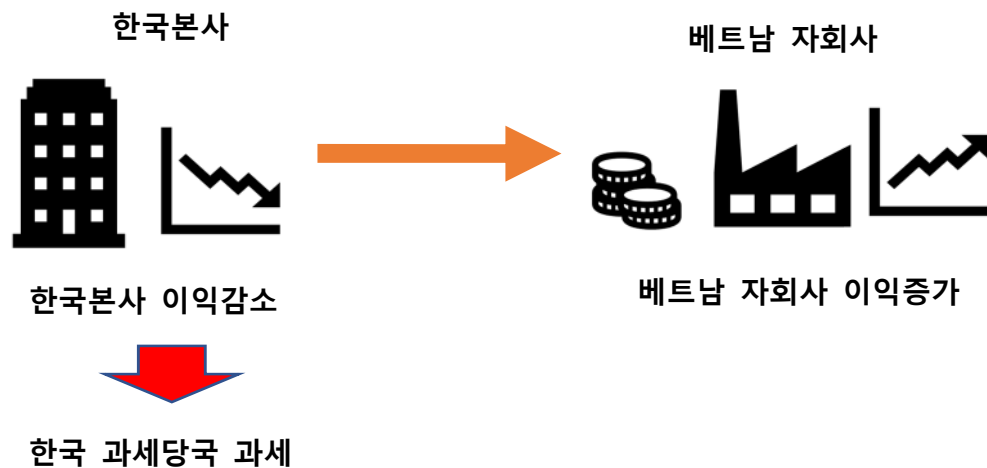 한국본사
베트남 자회사
한국본사 이익감소
베트남 자회사 이익증가
한국 과세당국 과세